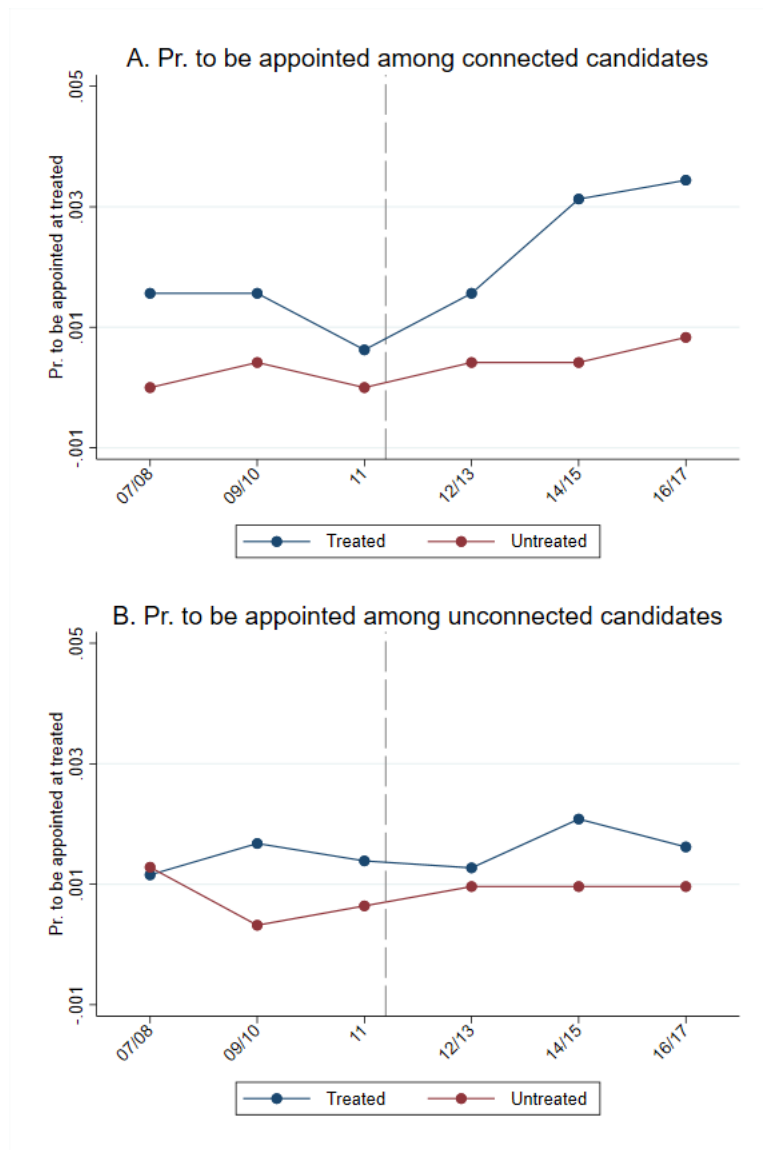 A. Pr. to be appointed among connected candidates
Pr. to be appointed at treated
.005
.003
.001
-.001
07/08
09/10
11
12/13
14/15
16/17
Treated
Untreated
B. Pr. to be appointed among unconnected candidates
Pr. to be appointed at treated
.005
.003
.001
-.001
07/08
09/10
11
12/13
14/15
16/17
Treated
Untreated